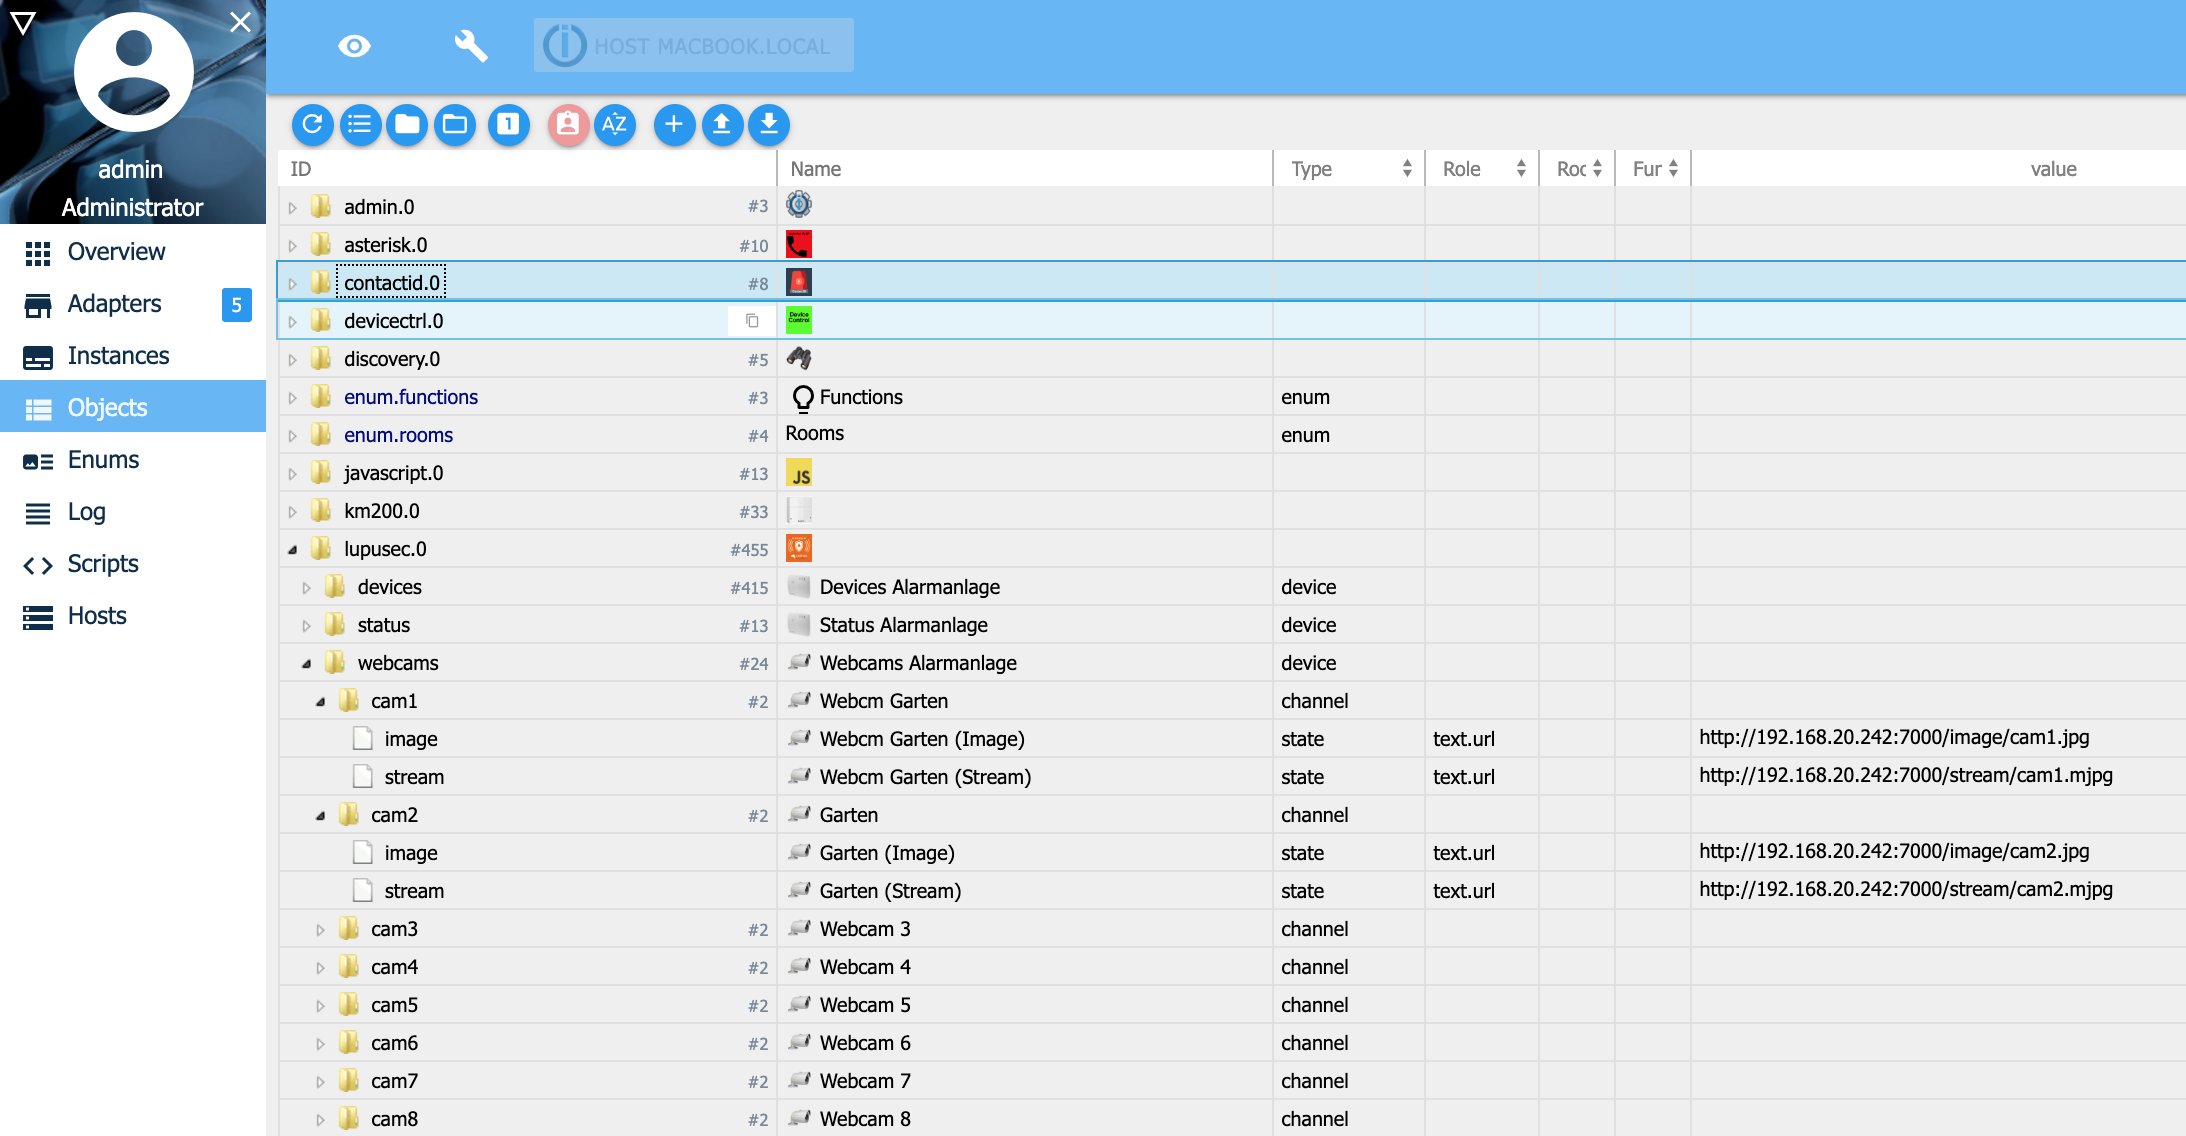 HOST MACBOOK.LOCAL
admin
Administrator
Overview
Adapters 5
Instances
Objects
Enums
Log
Scripts
Hosts
1 AZ
ID Name Type Role Roc Fur value
admin.0 #3
asterisk.0 #10
contactid.0 #8
devicectrl.0 Device Control
discovery.0 #5
enum.functions #3 Functions enum
enum.rooms #4 Rooms enum
javascript.0 #13 JS
km200.0 #33
lupusec.0 #455
devices #415 Devices Alarmanlage device
status #13 Status Alarmanlage device
webcams #24 Webcams Alarmanlage device
cam1 #2 Webcm Garten channel
image Webcm Garten (Image) state text.url http://192.168.20.242:7000/image/cam1.jpg
stream Webcm Garten (Stream) state text.url http://192.168.20.242:7000/stream/cam1.mjpg
cam2 #2 Garten channel
image Garten (Image) state text.url http://192.168.20.242:7000/image/cam2.jpg
stream Garten (Stream) state text.url http://192.168.20.242:7000/stream/cam2.mjpg
cam3 #2 Webcam 3 channel
cam4 #2 Webcam 4 channel
cam5 #2 Webcam 5 channel
cam6 #2 Webcam 6 channel
cam7 #2 Webcam 7 channel
cam8 #2 Webcam 8 channel